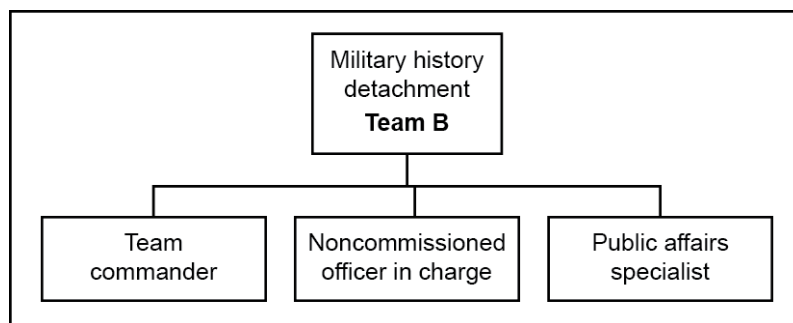 Military history
detachment
Team B
Team
commander
Noncommissioned
officer in charge
Public affairs
specialist